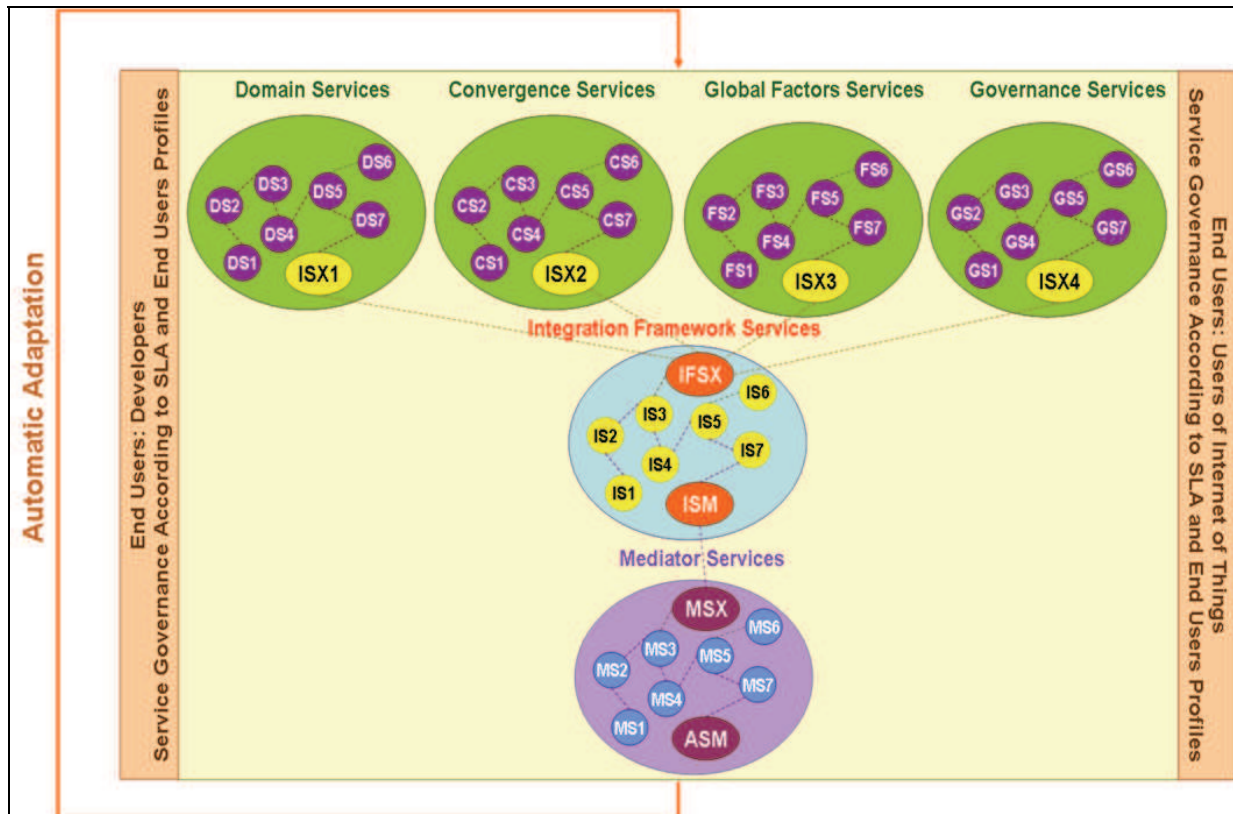 Automatic Adaptation
End Users: Developers
Service Governance According to SLA and End Users Profiles
Domain Services
Convergence Services
Global Factors Services
Governance Services
DS6
DS3
DS5
DS2
DS7
DS4
DS1
ISX1
CS6
CS3
CS5
CS2
CS7
CS4
CS1
ISX2
FS6
FS3
FS5
FS2
FS7
FS4
FS1
ISX3
GS6
GS3
GS5
GS2
GS7
GS4
GS1
ISX4
Integration Framework Services
IFSX
IS6
IS3
IS5
IS2
IS7
IS4
IS1
ISM
Mediator Services
MSX
MS6
MS3
MS5
MS2
MS7
MS4
MS1
ASM
End Users: Users of Internet of Things
Service Governance According to SLA and End Users Profiles